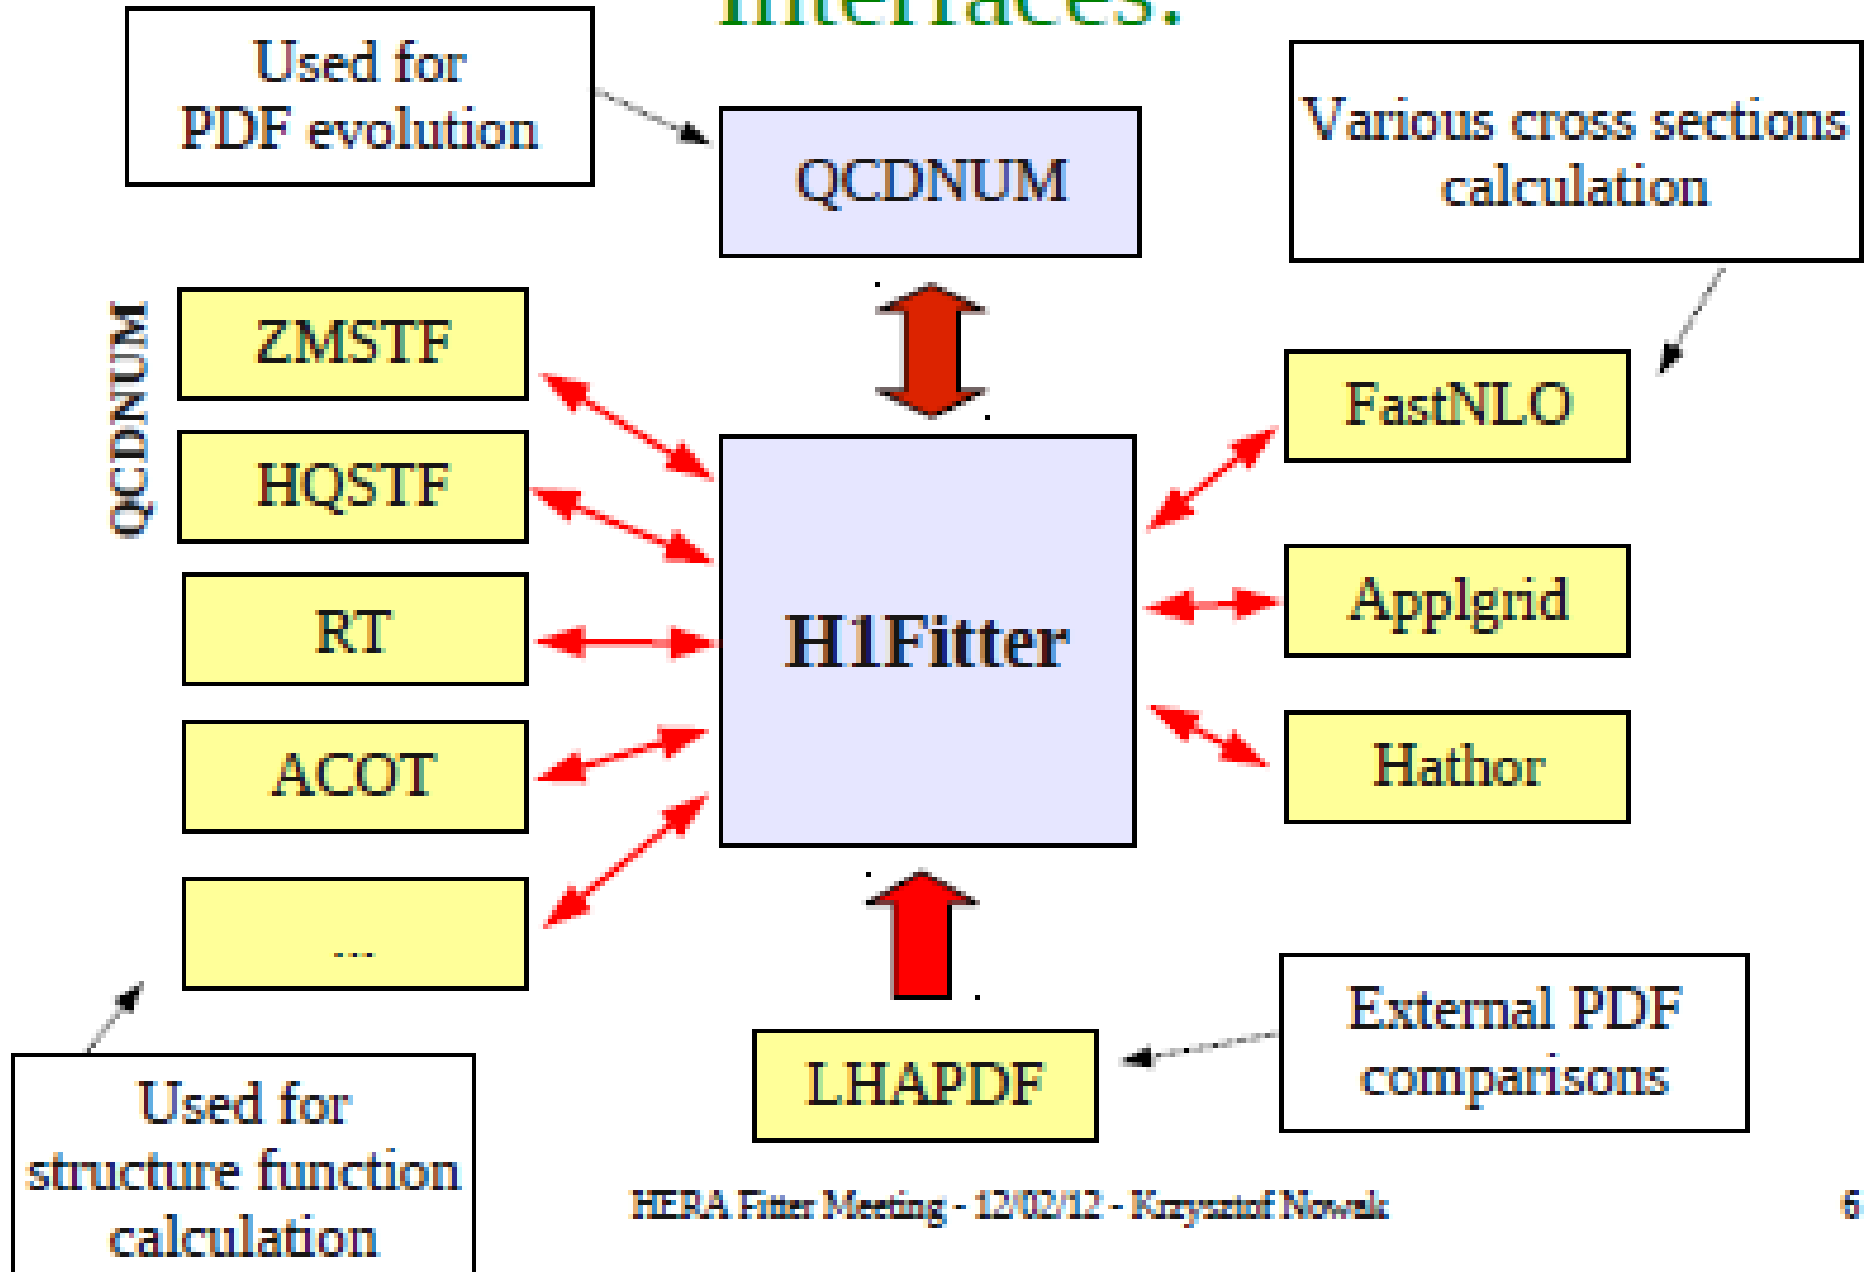 Interfaces:
Used for
PDF evolution
QCDNUM
Various cross sections
calculation
QCDNUM
ZMSTF
HQSTF
RT
ACOT
...
H1Fitter
FastNLO
Applgrid
Hathor
LHAPDF
External PDF
comparisons
Used for
structure function
calculation
HERA Fitter Meeting - 12/02/12 - Krzysztof Nowak
6